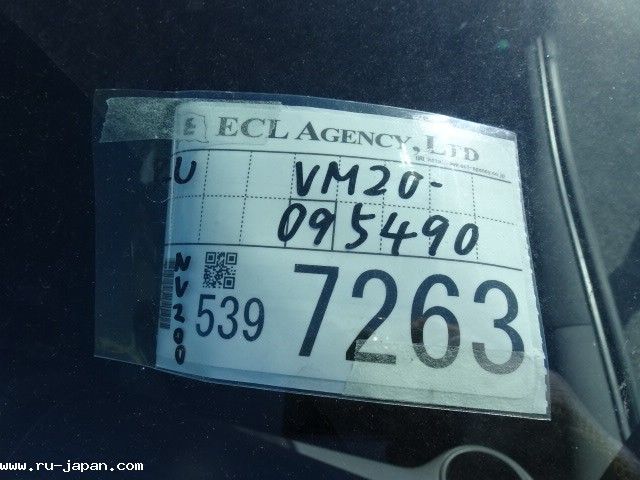 E ECL AGENCY, LTD
U VM20-
095490
NV200
539 7263
www.ru-japan.com